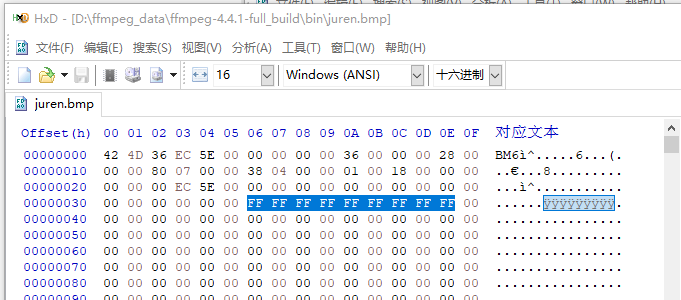 HxD - [D:\ffmpeg_data\ffmpeg-4.4.1-full_build\bin\juren.bmp]
文件(F) 编辑(E) 搜索(S) 视图(V) 分析(A) 工具(T) 窗口(W) 帮助(H)
16 Windows (ANSI) 十六进制
juren.bmp
Offset(h) 00 01 02 03 04 05 06 07 08 09 0A 0B 0C 0D 0E 0F 对应文本
00000000 42 4D 36 EC 5E 00 00 00 00 00 36 00 00 00 28 00 BM6ì^.....6...(.
00000010 00 00 80 07 00 00 38 04 00 00 01 00 18 00 00 00 ..€...8.........
00000020 00 00 00 EC 5E 00 00 00 00 00 00 00 00 00 00 00 ...ì^...........
00000030 00 00 00 00 00 00 FF FF FF FF FF FF FF FF FF 00 ......ÿÿÿÿÿÿÿÿÿ.
00000040 00 00 00 00 00 00 00 00 00 00 00 00 00 00 00 00 ................
00000050 00 00 00 00 00 00 00 00 00 00 00 00 00 00 00 00 ................
00000060 00 00 00 00 00 00 00 00 00 00 00 00 00 00 00 00 ................
00000070 00 00 00 00 00 00 00 00 00 00 00 00 00 00 00 00 ................
00000080 00 00 00 00 00 00 00 00 00 00 00 00 00 00 00 00 ................